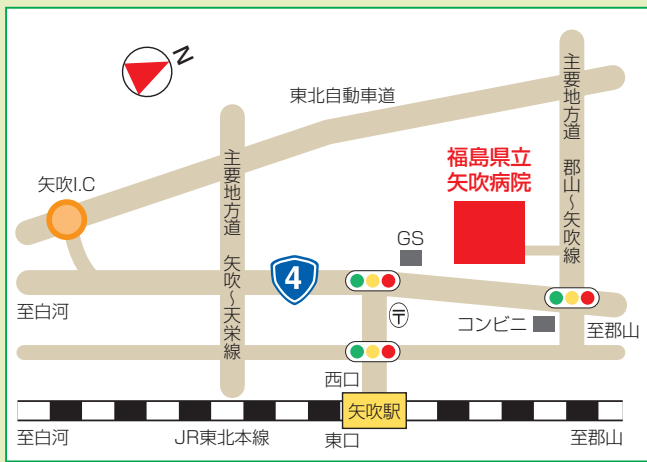 N
東北自動車道
主要地方道 郡山～矢吹線
福島県立
矢吹病院
矢吹I.C
主要地方道 矢吹～天栄線
GS
4
至白河
〒
コンビニ
至郡山
西口
矢吹駅
至白河
JR東北本線
東口
至郡山